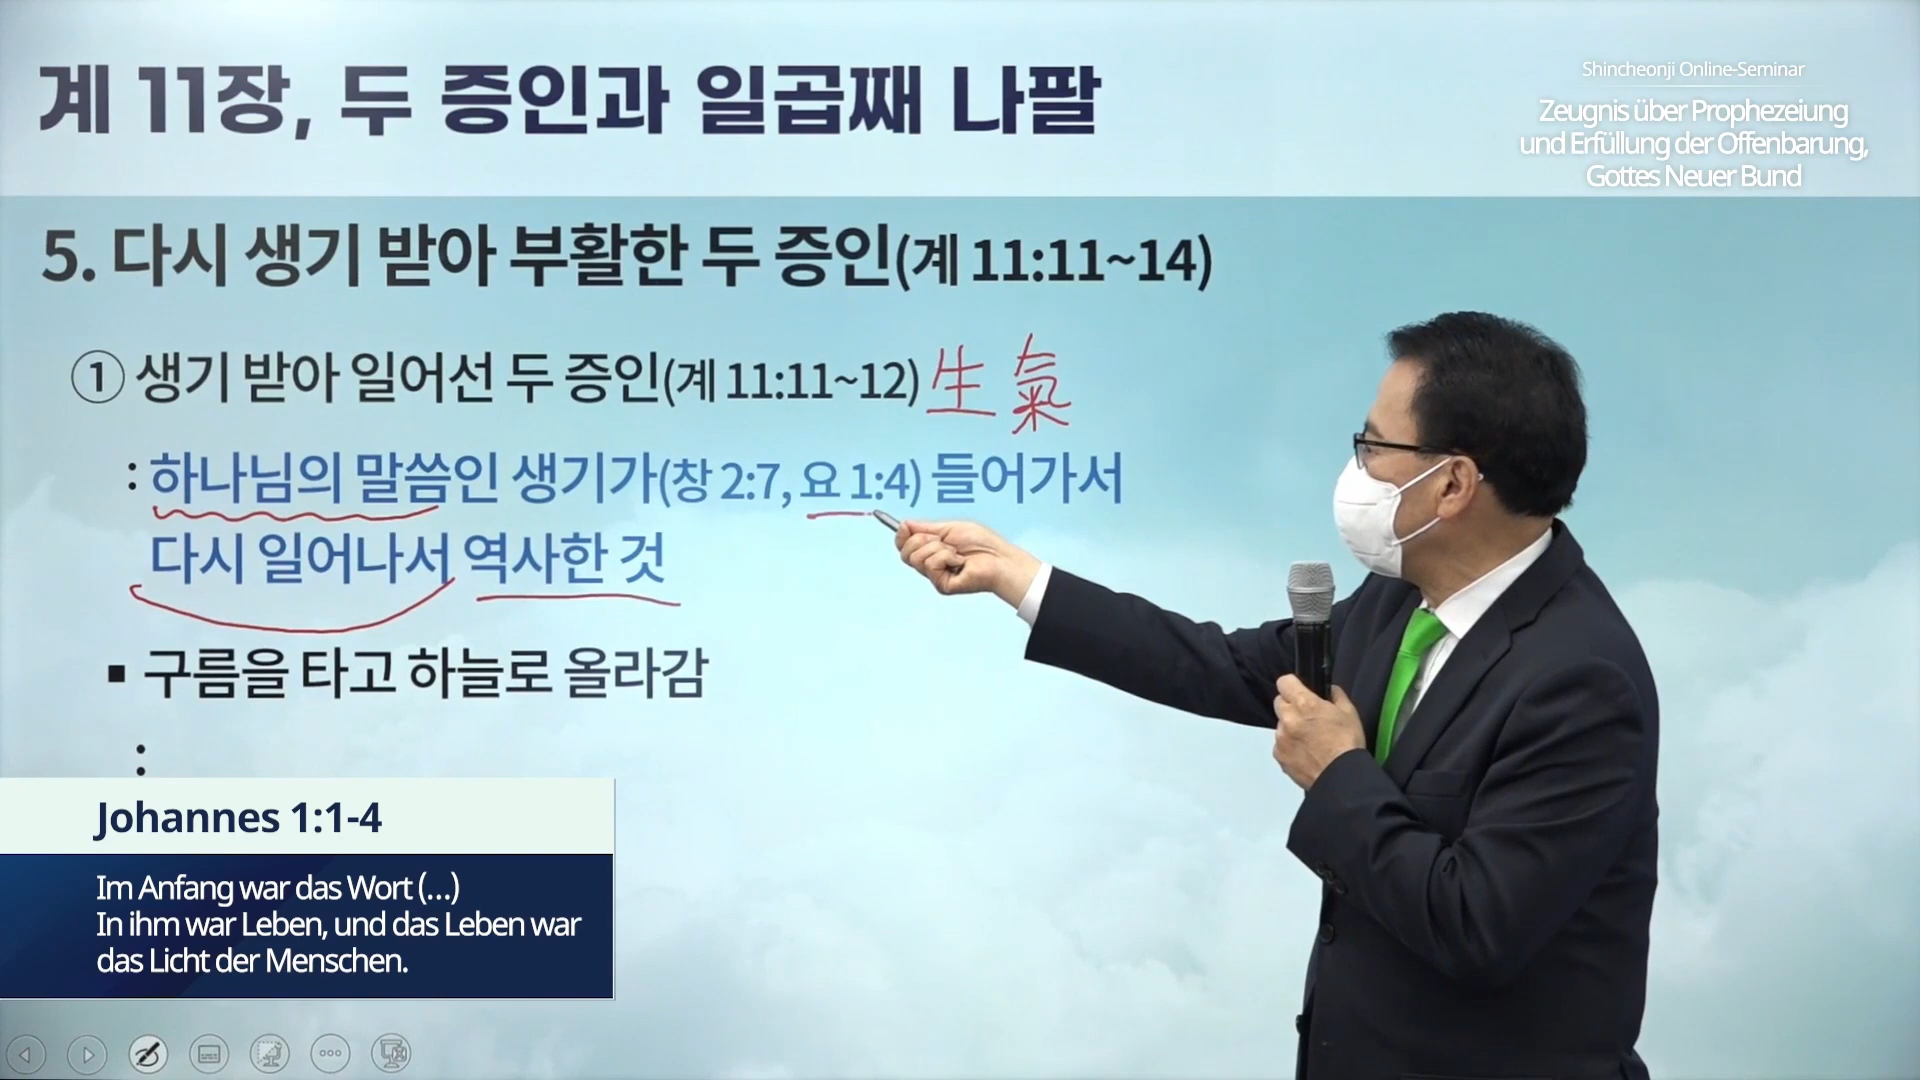 계 11장, 두 증인과 일곱째 나팔
Shincheonji Online-Seminar
Zeugnis über Prophezeiung
und Erfüllung der Offenbarung,
Gottes Neuer Bund
5. 다시 생기 받아 부활한 두 증인(계 11:11~14)
① 생기 받아 일어선 두 증인(계 11:11~12) 生氣
: 하나님의 말씀인 생기가(창 2:7, 요 1:4) 들어가서
다시 일어나서 역사한 것
▪ 구름을 타고 하늘로 올라감
:
Johannes 1:1-4
Im Anfang war das Wort (...)
In ihm war Leben, und das Leben war
das Licht der Menschen.